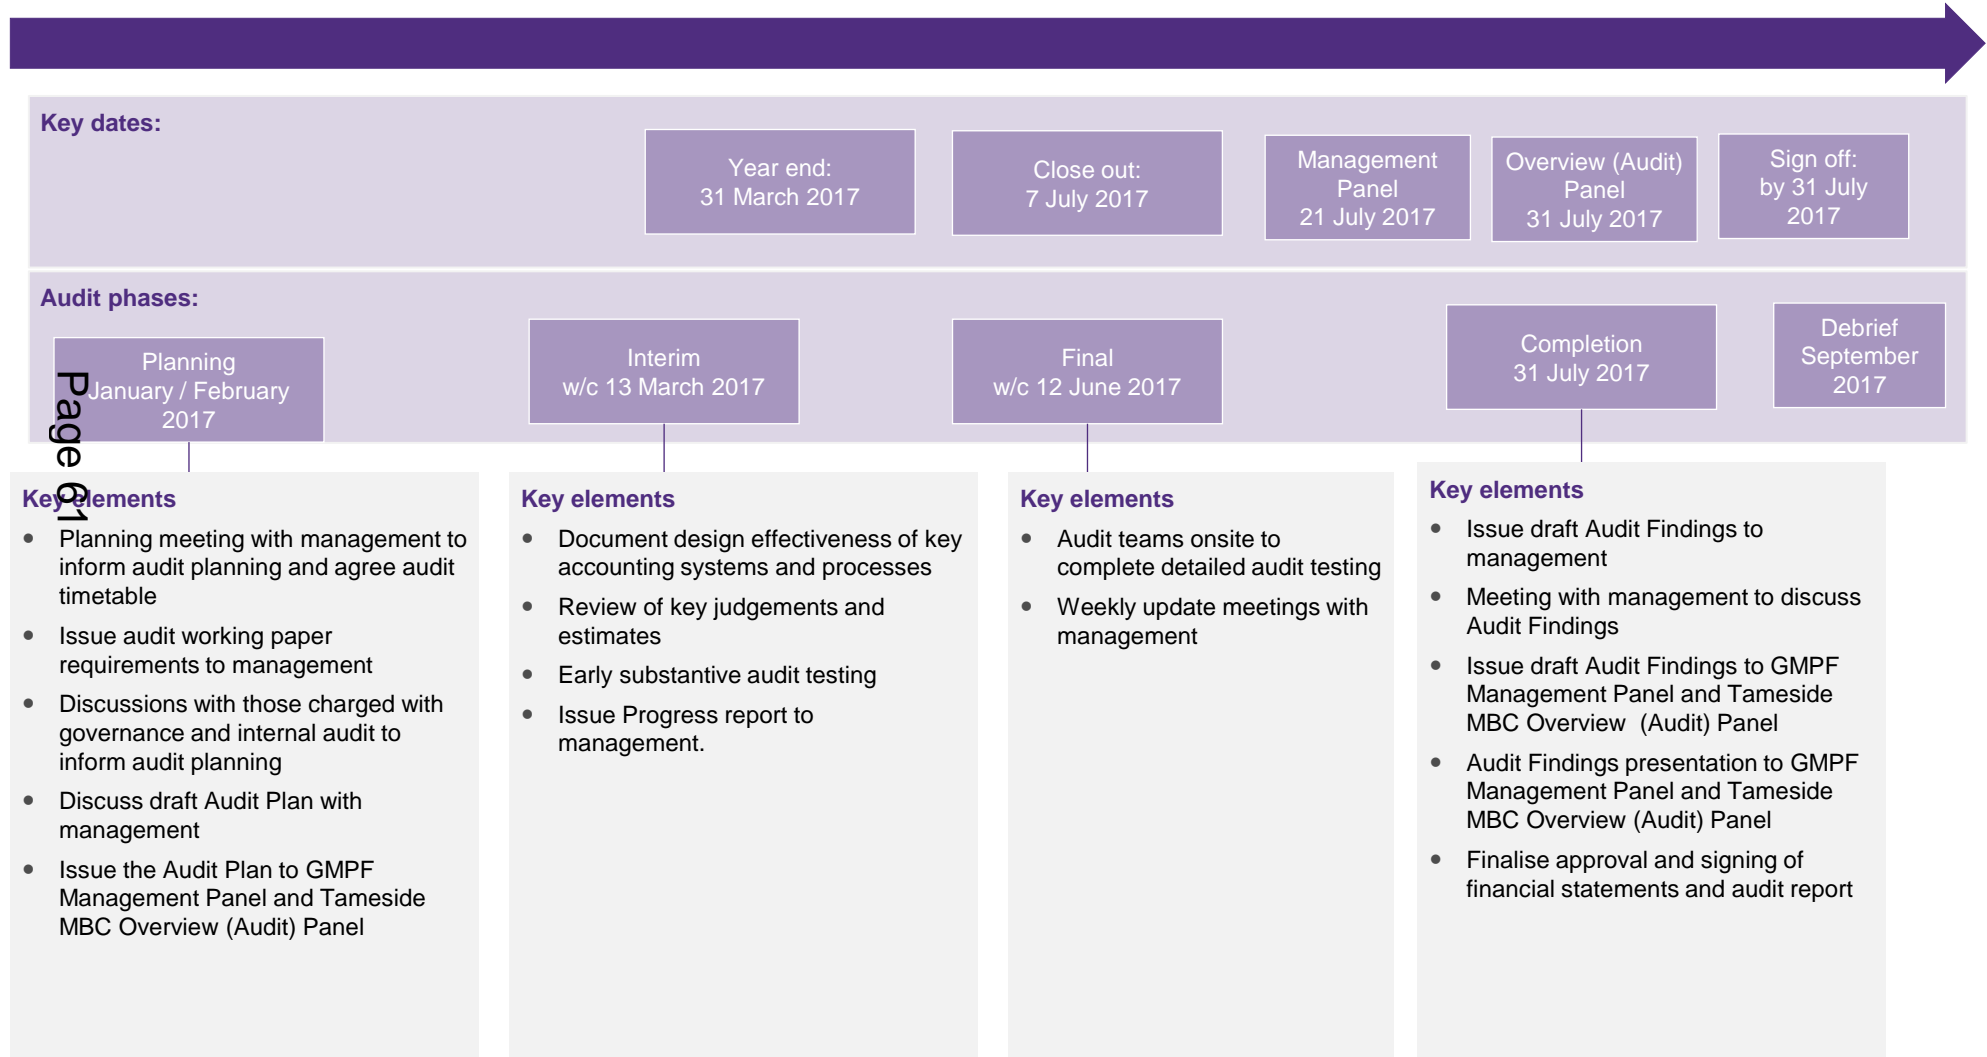 Key dates:
Year end:
31 March 2017
Close out:
7 July 2017
Management
Panel
21 July 2017
Overview (Audit)
Panel
31 July 2017
Sign off:
by 31 July
2017
Audit phases:
Planning
January / February
2017
Interim
w/c 13 March 2017
Final
w/c 12 June 2017
Completion
31 July 2017
Debrief
September
2017
Page 61
Key elements
• Planning meeting with management to
inform audit planning and agree audit
timetable
• Issue audit working paper
requirements to management
• Discussions with those charged with
governance and internal audit to
inform audit planning
• Discuss draft Audit Plan with
management
• Issue the Audit Plan to GMPF
Management Panel and Tameside
MBC Overview (Audit) Panel
Key elements
• Document design effectiveness of key
accounting systems and processes
• Review of key judgements and
estimates
• Early substantive audit testing
• Issue Progress report to
management.
Key elements
• Audit teams onsite to
complete detailed audit testing
• Weekly update meetings with
management
Key elements
• Issue draft Audit Findings to
management
• Meeting with management to discuss
Audit Findings
• Issue draft Audit Findings to GMPF
Management Panel and Tameside
MBC Overview  (Audit) Panel
• Audit Findings presentation to GMPF
Management Panel and Tameside
MBC Overview (Audit) Panel
• Finalise approval and signing of
financial statements and audit report